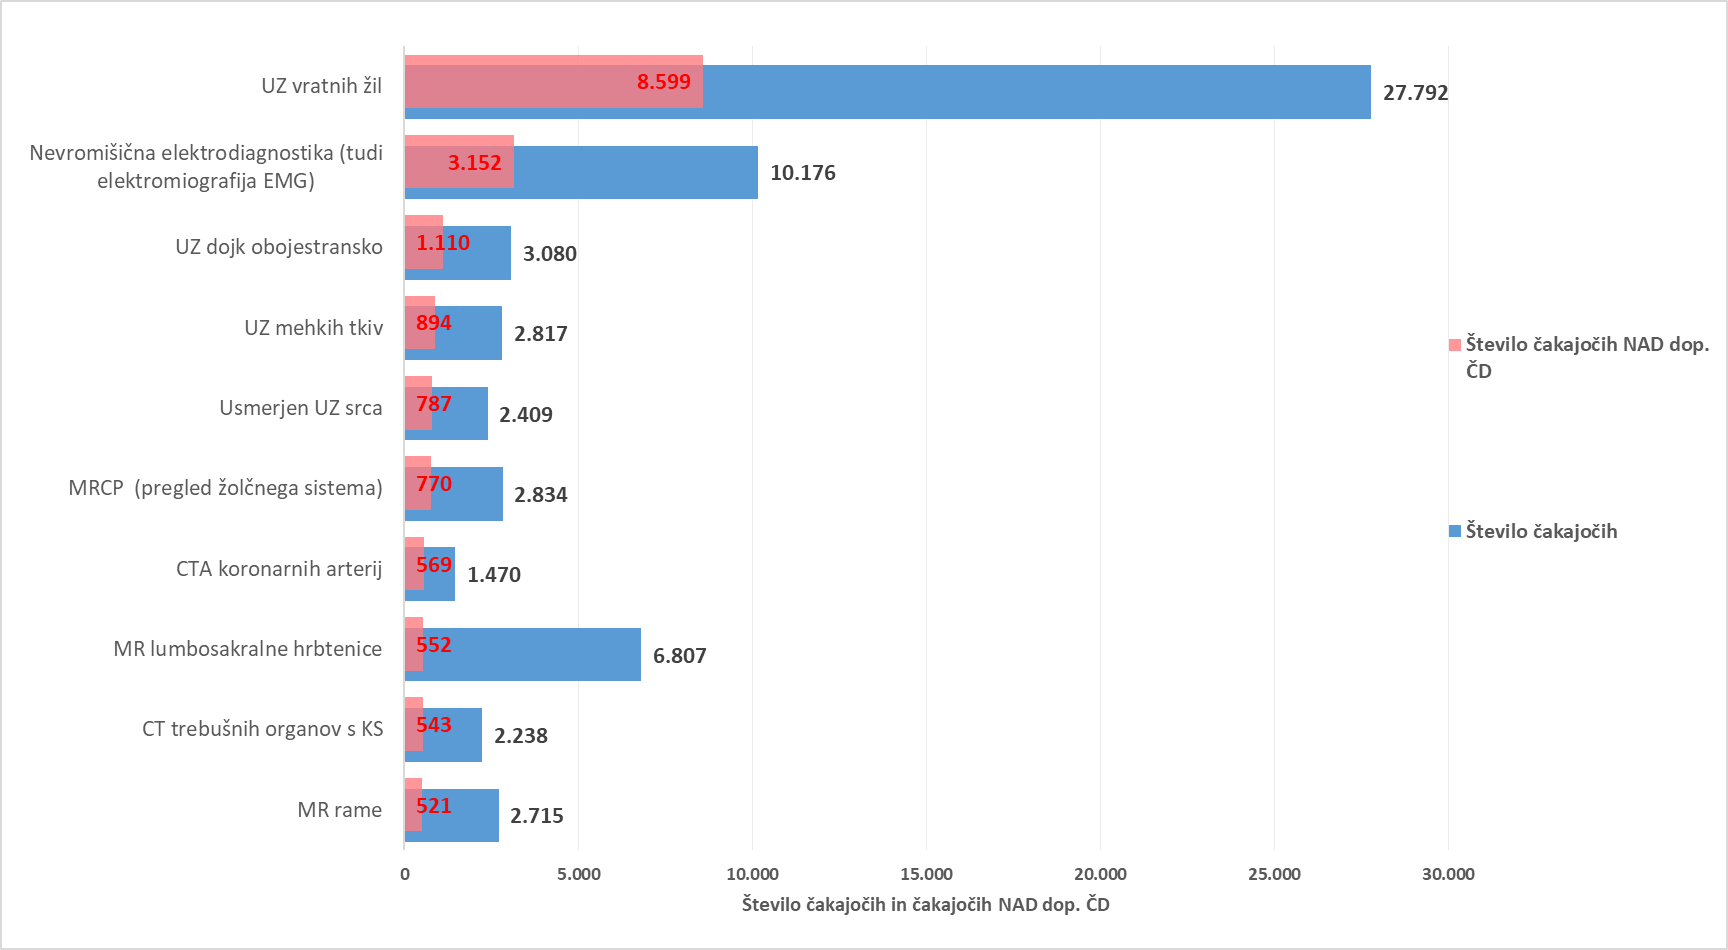 UZ vratnih žil
8.599
27.792
Nevromišična elektrodiagnostika (tudi
elektromiografija EMG)
3.152
10.176
UZ dojk obojestransko
1.110
3.080
UZ mehkih tkiv
894
2.817
Usmerjen UZ srca
787
2.409
MRCP  (pregled žolčnega sistema)
770
2.834
CTA koronarnih arterij
569
1.470
MR lumbosakralne hrbtenice
552
6.807
CT trebušnih organov s KS
543
2.238
MR rame
521
2.715
0
5.000
10.000
15.000
20.000
25.000
30.000
Število čakajočih in čakajočih NAD dop. ČD
Število čakajočih NAD dop.
ČD
Število čakajočih